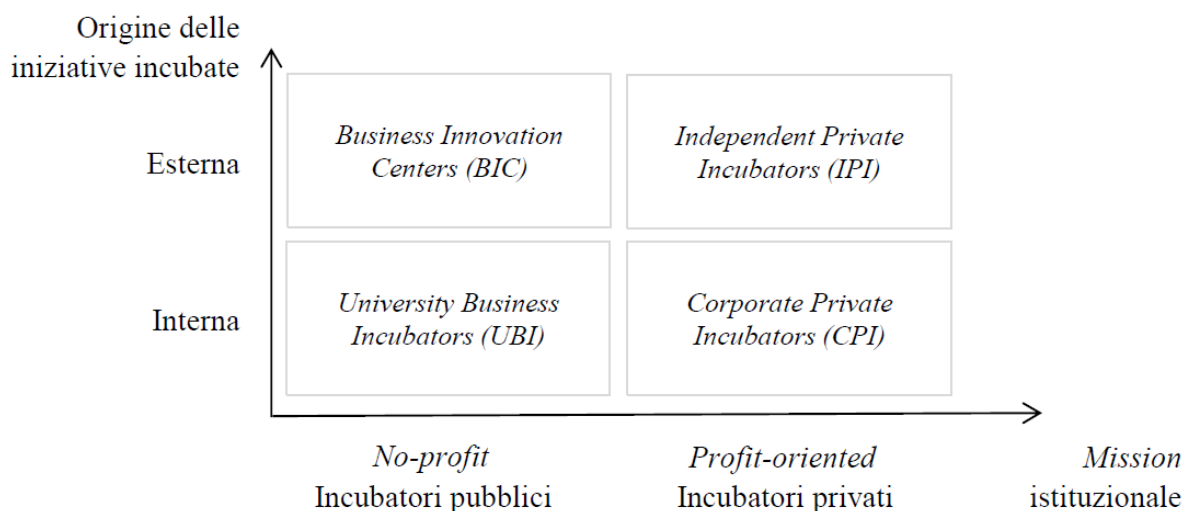 Origine delle
iniziative incubate
Esterna
Business Innovation
Centers (BIC)
Independent Private
Incubators (IPI)
Interna
University Business
Incubators (UBI)
Corporate Private
Incubators (CPI)
No-profit
Incubatori pubblici
Profit-oriented
Incubatori privati
Mission
istituzionale